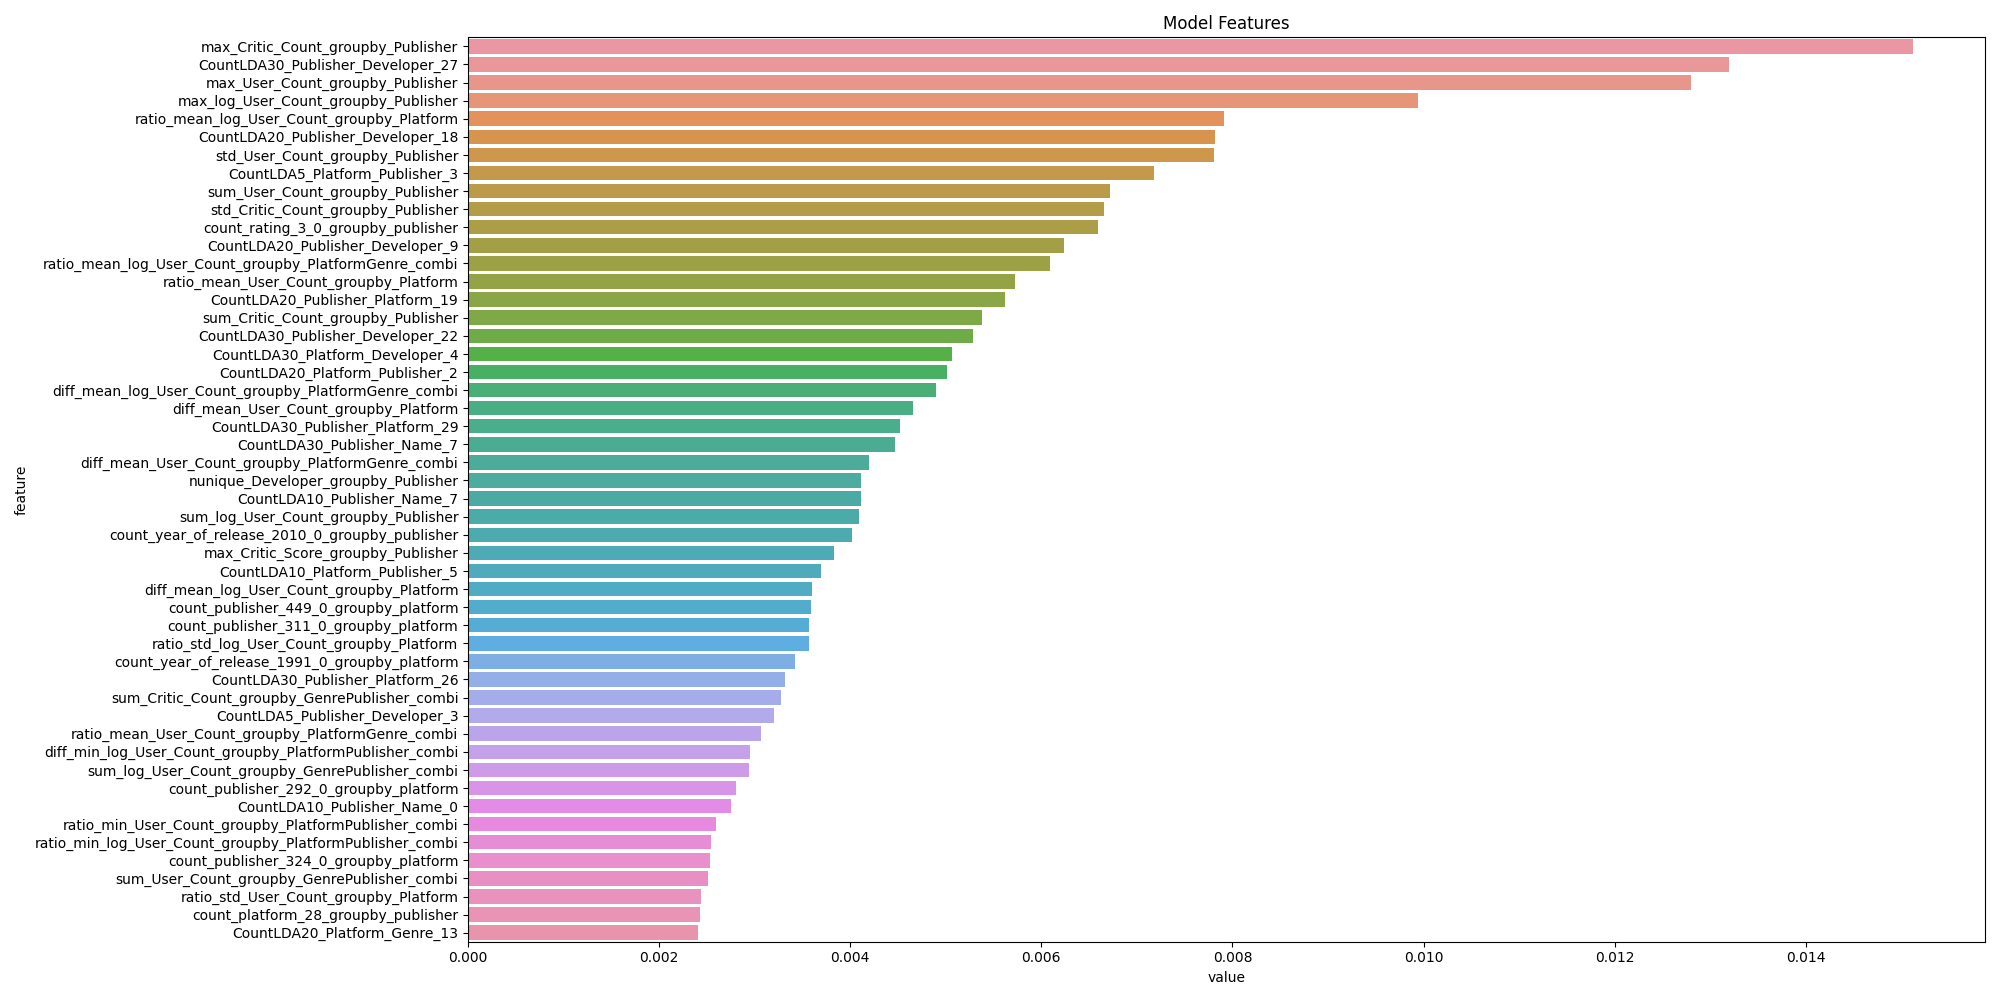 Model Features
feature
max_Critic_Count_groupby_Publisher
CountLDA30_Publisher_Developer_27
max_User_Count_groupby_Publisher
max_log_User_Count_groupby_Publisher
ratio_mean_log_User_Count_groupby_Platform
CountLDA20_Publisher_Developer_18
std_User_Count_groupby_Publisher
CountLDA5_Platform_Publisher_3
sum_User_Count_groupby_Publisher
std_Critic_Count_groupby_Publisher
count_rating_3_0_groupby_publisher
CountLDA20_Publisher_Developer_9
ratio_mean_log_User_Count_groupby_PlatformGenre_combi
ratio_mean_User_Count_groupby_Platform
CountLDA20_Publisher_Platform_19
sum_Critic_Count_groupby_Publisher
CountLDA30_Publisher_Developer_22
CountLDA30_Platform_Developer_4
CountLDA20_Platform_Publisher_2
diff_mean_log_User_Count_groupby_PlatformGenre_combi
diff_mean_User_Count_groupby_Platform
CountLDA30_Publisher_Platform_29
CountLDA30_Publisher_Name_7
diff_mean_User_Count_groupby_PlatformGenre_combi
nunique_Developer_groupby_Publisher
CountLDA10_Publisher_Name_7
sum_log_User_Count_groupby_Publisher
count_year_of_release_2010_0_groupby_publisher
max_Critic_Score_groupby_Publisher
CountLDA10_Platform_Publisher_5
diff_mean_log_User_Count_groupby_Platform
count_publisher_449_0_groupby_platform
count_publisher_311_0_groupby_platform
ratio_std_log_User_Count_groupby_Platform
count_year_of_release_1991_0_groupby_platform
CountLDA30_Publisher_Platform_26
sum_Critic_Count_groupby_GenrePublisher_combi
CountLDA5_Publisher_Developer_3
ratio_mean_User_Count_groupby_PlatformGenre_combi
diff_min_log_User_Count_groupby_PlatformPublisher_combi
sum_log_User_Count_groupby_GenrePublisher_combi
count_publisher_292_0_groupby_platform
CountLDA10_Publisher_Name_0
ratio_min_User_Count_groupby_PlatformPublisher_combi
ratio_min_log_User_Count_groupby_PlatformPublisher_combi
count_publisher_324_0_groupby_platform
sum_User_Count_groupby_GenrePublisher_combi
ratio_std_User_Count_groupby_Platform
count_platform_28_groupby_publisher
CountLDA20_Platform_Genre_13
0.000 0.002 0.004 0.006 0.008 0.010 0.012 0.014
value